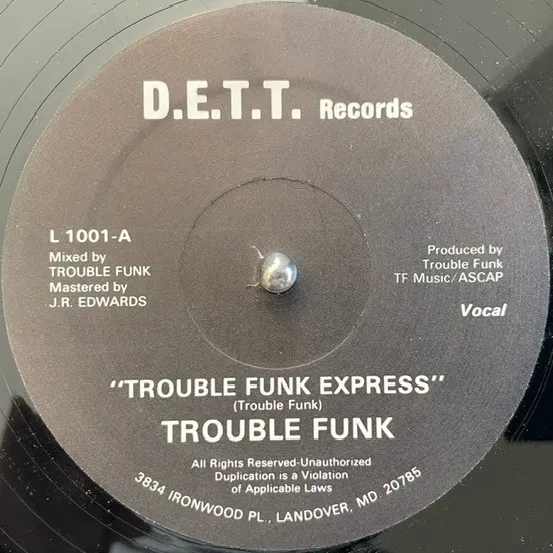 D.E.T.T. Records
L 1001-A
Mixed by
TROUBLE FUNK
Mastered by
J.R. EDWARDS
Produced by
Trouble Funk
TF Music/ASCAP
Vocal
"TROUBLE FUNK EXPRESS"
(Trouble Funk)
TROUBLE FUNK
All Rights Reserved-Unauthorized
Duplication is a Violation
of Applicable Laws
3834 IRONWOOD PL., LANDOVER, MD. 20785